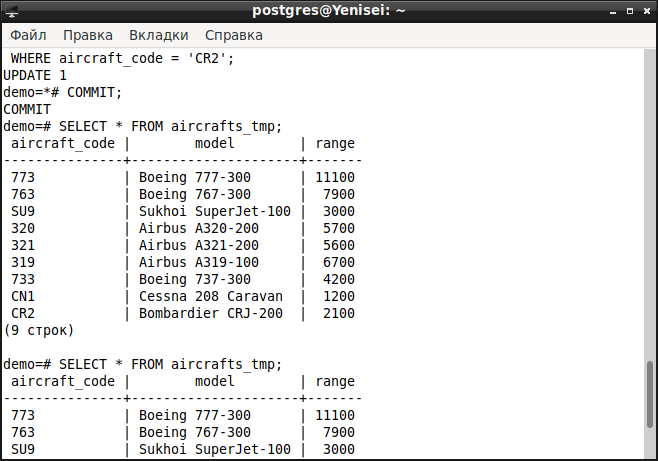 postgres@Yenisei: ~
Файл Правка Вкладки Справка
 WHERE aircraft_code = 'CR2';
UPDATE 1
demo=*# COMMIT;
COMMIT
demo=# SELECT * FROM aircrafts_tmp;
 aircraft_code |        model        | range
---------------+---------------------+-------
 773           | Boeing 777-300      | 11100
 763           | Boeing 767-300      |  7900
 SU9           | Sukhoi SuperJet-100 |  3000
 320           | Airbus A320-200     |  5700
 321           | Airbus A321-200     |  5600
 319           | Airbus A319-100     |  6700
 733           | Boeing 737-300      |  4200
 CN1           | Cessna 208 Caravan  |  1200
 CR2           | Bombardier CRJ-200  |  2100
(9 строк)

demo=# SELECT * FROM aircrafts_tmp;
 aircraft_code |        model        | range
---------------+---------------------+-------
 773           | Boeing 777-300      | 11100
 763           | Boeing 767-300      |  7900
 SU9           | Sukhoi SuperJet-100 |  3000